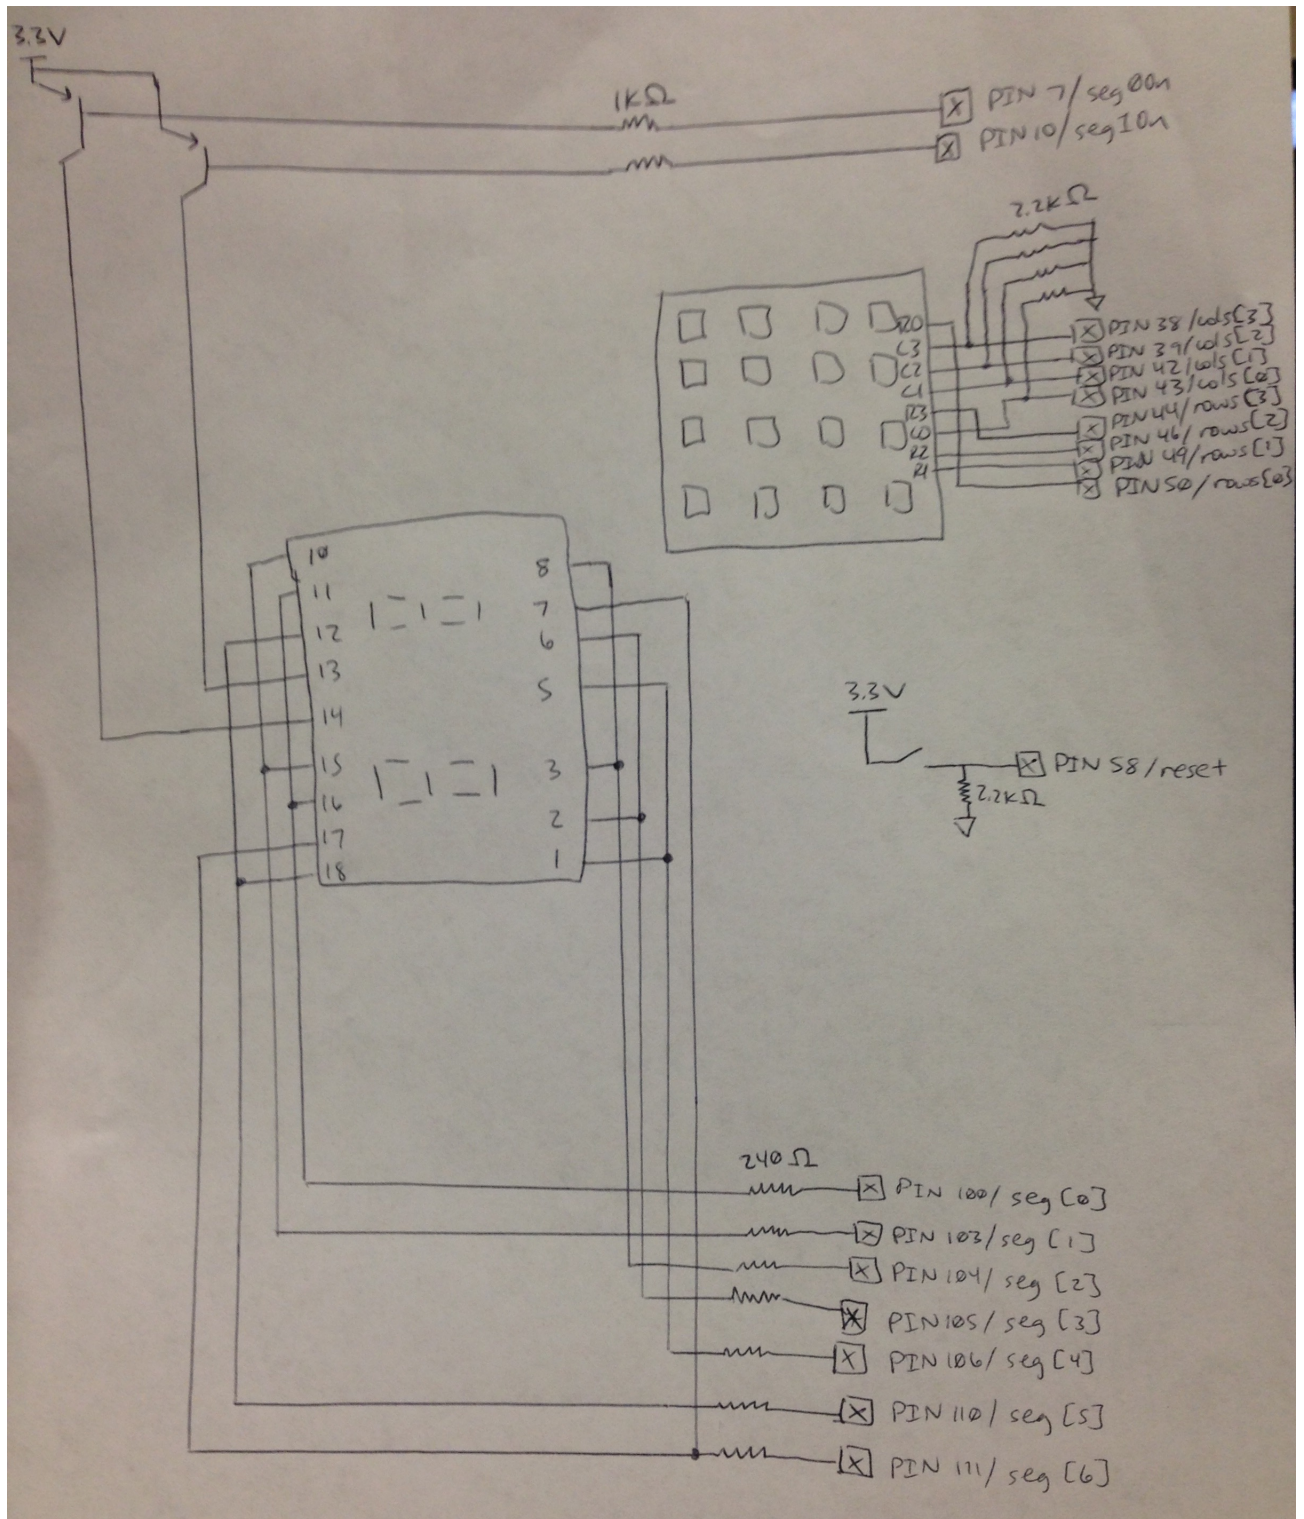 3.3V
1KΩ
PIN 7/seg00n
PIN10/seg10n
2.2KΩ
R0
C3
C2
C1
R3
C0
R2
R1
PIN 38/cols[3]
PIN 39/cols[2]
PIN 42/cols[1]
PIN 43/cols[0]
PIN 44/rows[3]
PIN 46/rows[2]
PIN 49/rows[1]
PIN 50/rows[0]
10
11
12
13
14
15
16
17
18
8
7
6
5
3
2
1
3.3V
PIN 58/reset
2.2KΩ
240Ω
PIN 100/seg[0]
PIN 103/seg[1]
PIN 104/seg[2]
PIN 105/seg[3]
PIN 106/seg[4]
PIN 110/seg[5]
PIN 111/seg[6]